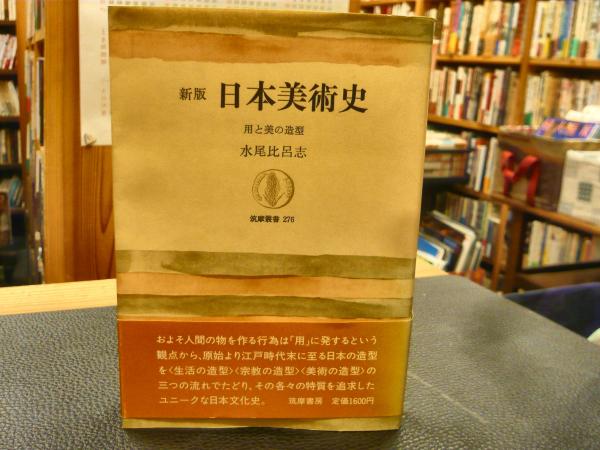 新版 日本美術史
用と美の造型
水尾比呂志
筑摩叢書 276
およそ人間の物を作る行為は「用」に発するという
観点から、原始より江戸時代末に至る日本の造型
を〈生活の造型〉〈宗教の造型〉〈美術の造型〉の
三つの流れでたどり、その各々の特質を追求した
ユニークな日本文化史。 筑摩書房 定価1600円